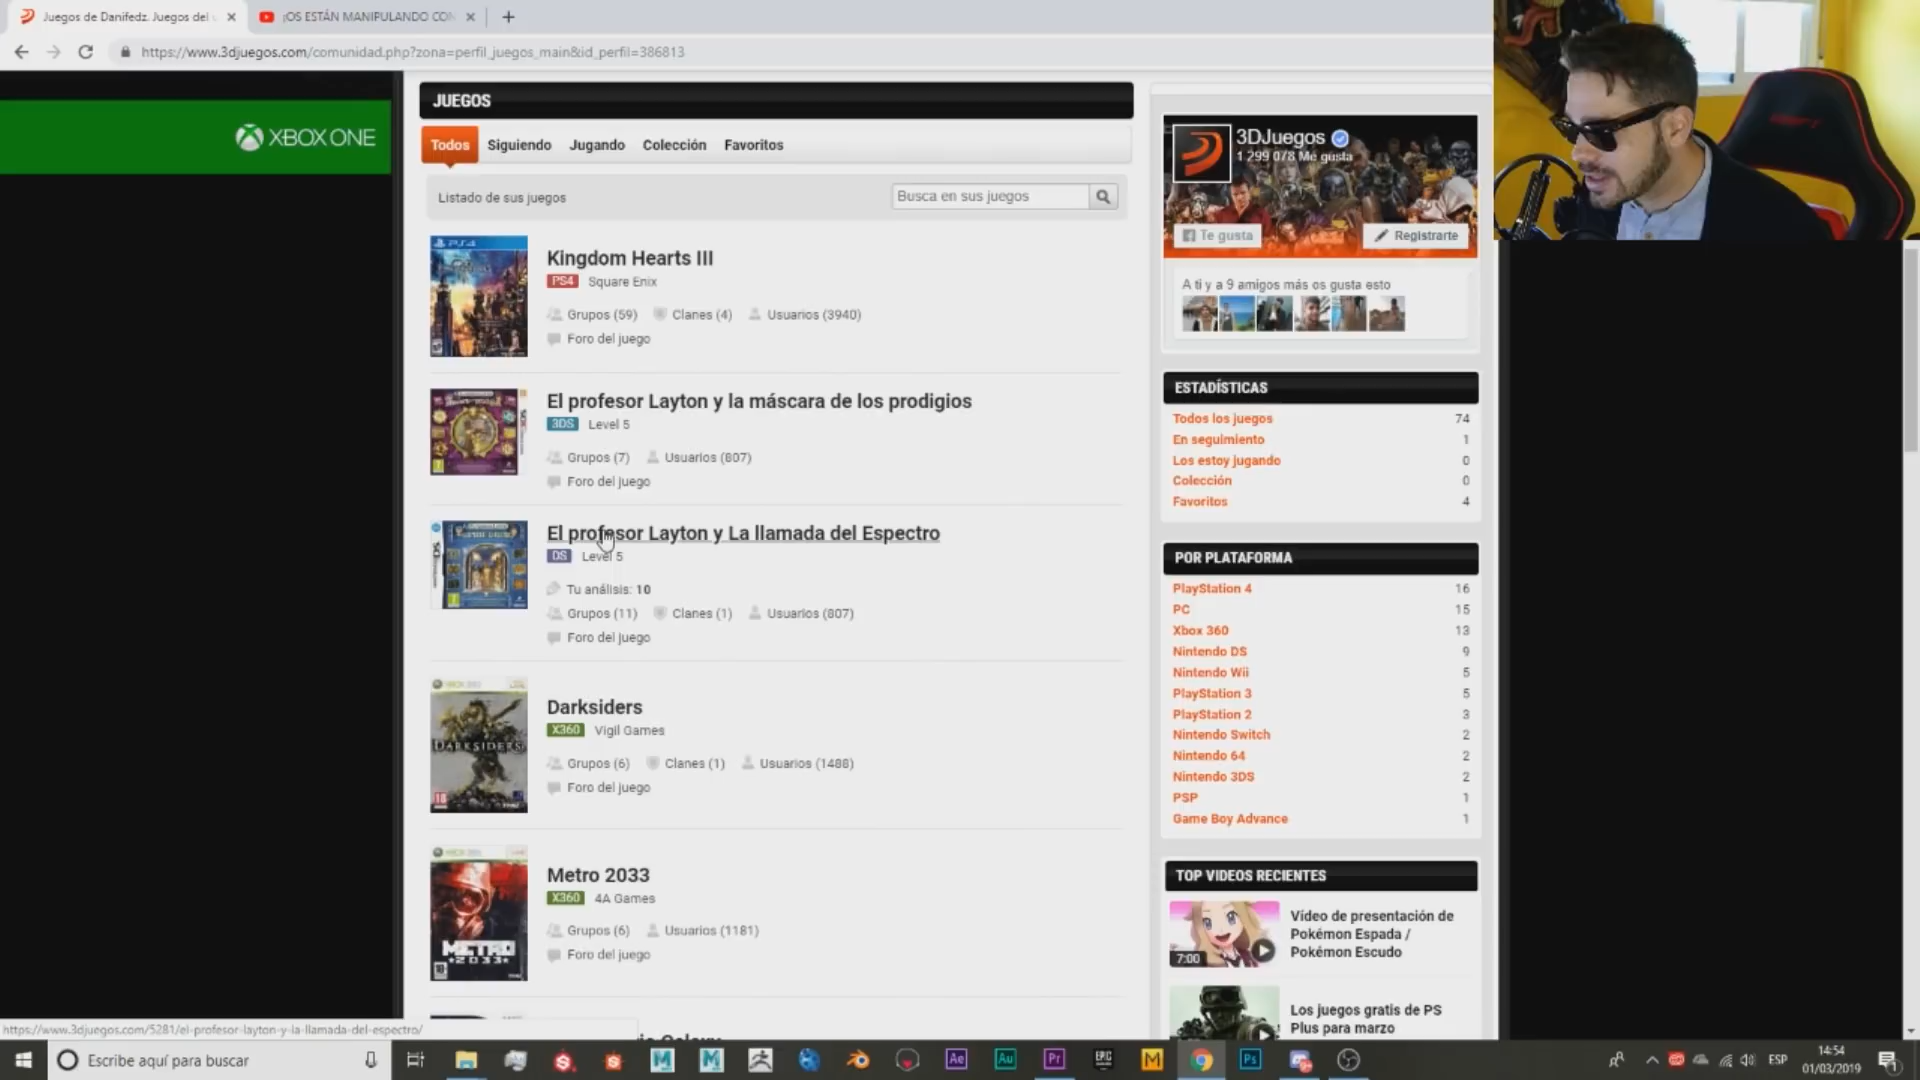 Juegos de Danifedz. Juegos del
¡OS ESTÁN MANIPULANDO CON
https://www.3djuegos.com/comunidad.php?zona=perfil_juegos_main&id_perfil=386813
XBOX ONE
JUEGOS
Todos Siguiendo Jugando Colección Favoritos
Listado de sus juegos
Busca en sus juegos
PS4
Kingdom Hearts III
PS4 Square Enix
Grupos (59) Clanes (4) Usuarios (3940)
Foro del juego
El profesor Layton y la máscara de los prodigios
3DS Level 5
Grupos (7) Usuarios (807)
Foro del juego
El profesor Layton y La llamada del Espectro
DS Level 5
Tu análisis: 10
Grupos (11) Clanes (1) Usuarios (807)
Foro del juego
DARKSIDERS
Darksiders
X360 Vigil Games
Grupos (6) Clanes (1) Usuarios (1488)
Foro del juego
METRO
2033
Metro 2033
X360 4A Games
Grupos (6) Usuarios (1181)
Foro del juego
3DJuegos
1 299 078 Me gusta
Te gusta
Registrarte
A ti y a 9 amigos más os gusta esto
ESTADÍSTICAS
Todos los juegos 74
En seguimiento 1
Los estoy jugando 0
Colección 0
Favoritos 4
POR PLATAFORMA
PlayStation 4 16
PC 15
Xbox 360 13
Nintendo DS 9
Nintendo Wii 5
PlayStation 3 5
PlayStation 2 3
Nintendo Switch 2
Nintendo 64 2
Nintendo 3DS 2
PSP 1
Game Boy Advance 1
TOP VIDEOS RECIENTES
7:00
Vídeo de presentación de
Pokémon Espada /
Pokémon Escudo
Los juegos gratis de PS
Plus para marzo
https://www.3djuegos.com/5281/el-profesor-layton-y-la-llamada-del-espectro/
Escribe aquí para buscar
Ae
Au
Pr
EPIC
Ps
ESP
14:54
01/03/2019